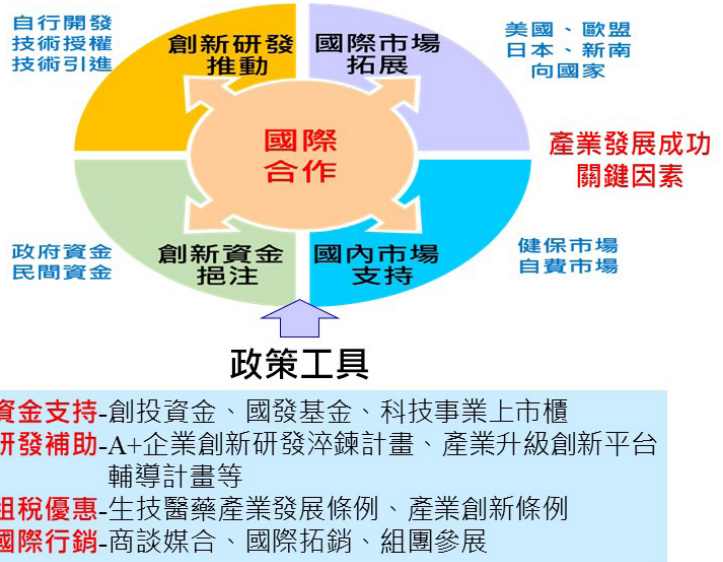 自行開發
技術授權
技術引進
創新研發
推動
國際市場
拓展
美國、歐盟
日本、新南
向國家
國際
合作
產業發展成功
關鍵因素
政府資金
民間資金
創新資金
挹注
國內市場
支持
健保市場
自費市場
政策工具
資金支持-創投資金、國發基金、科技事業上市櫃
研發補助-A+企業創新研發淬鍊計畫、產業升級創新平台
輔導計畫等
租稅優惠-生技醫藥產業發展條例、產業創新條例
國際行銷-商談媒合、國際拓銷、組團參展